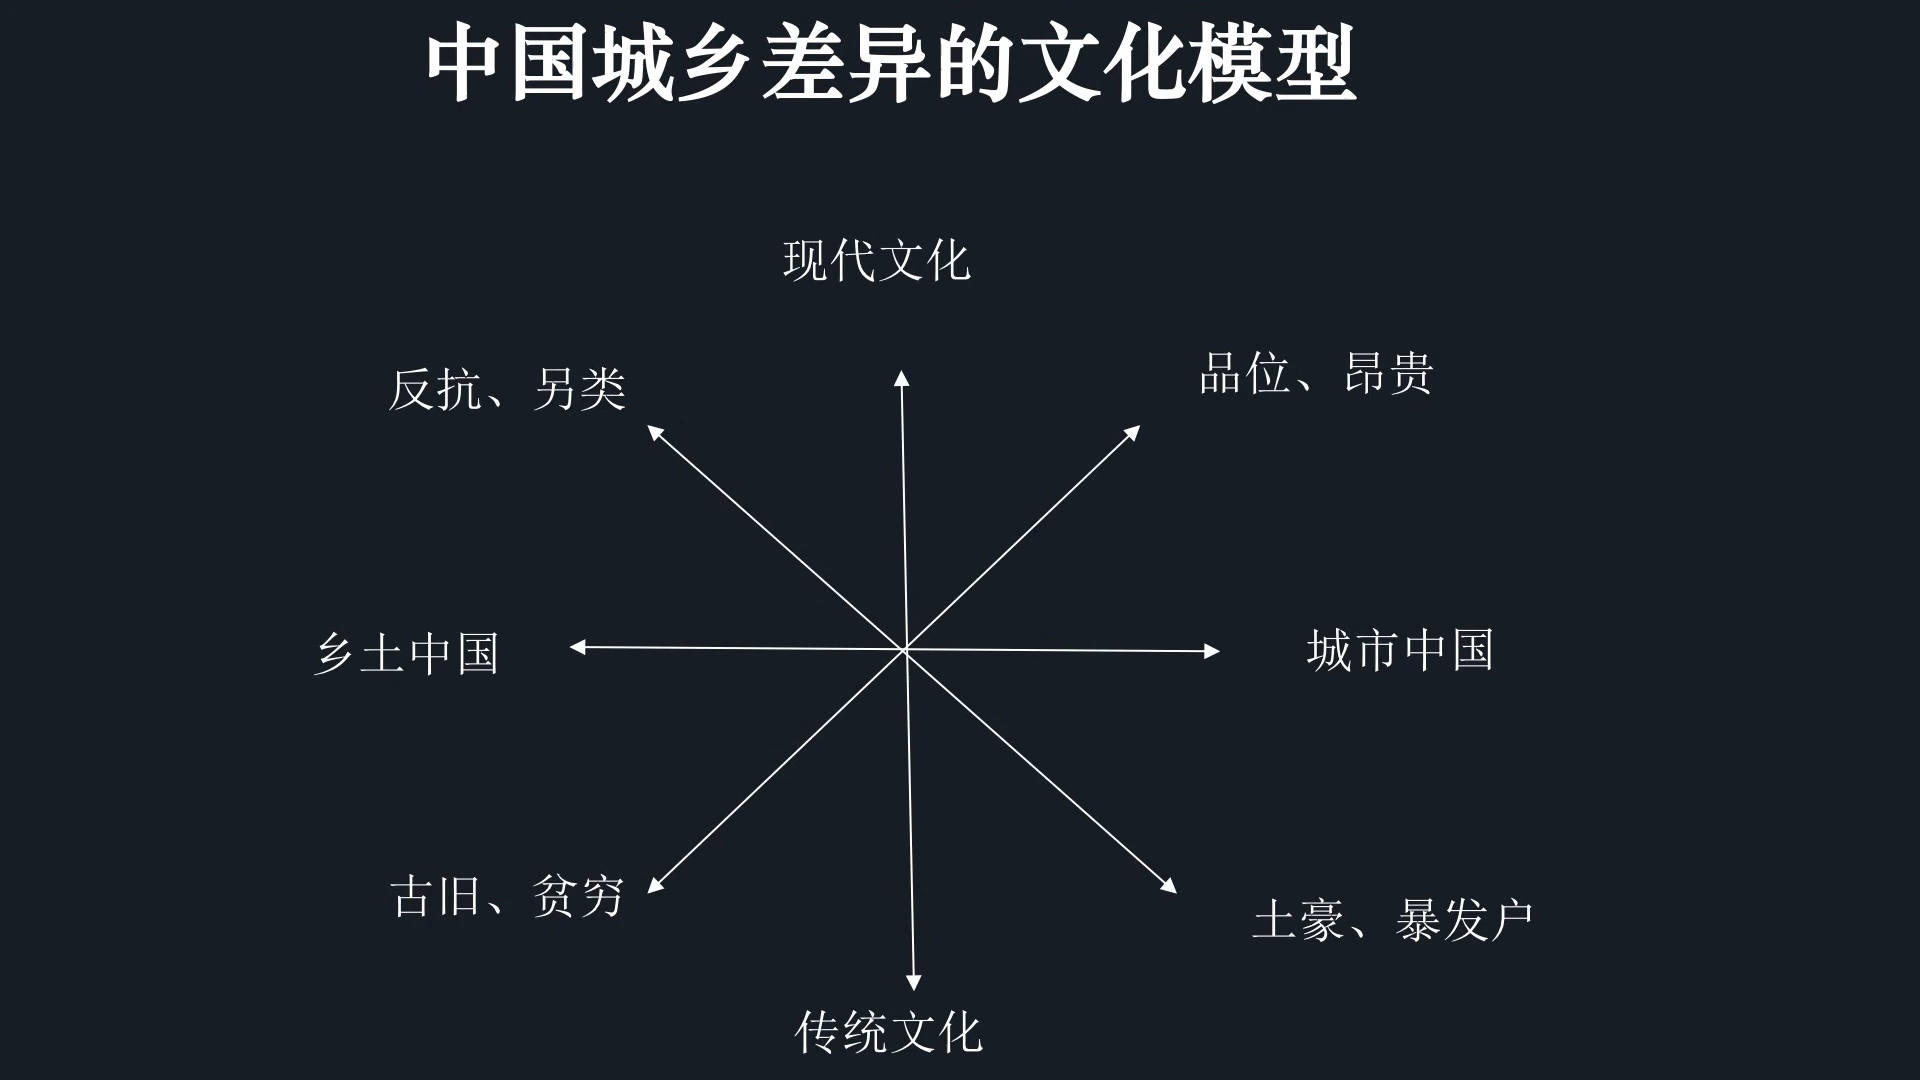 中国城乡差异的文化模型
现代文化
反抗、另类
品位、昂贵
乡土中国
城市中国
古旧、贫穷
土豪、暴发户
传统文化